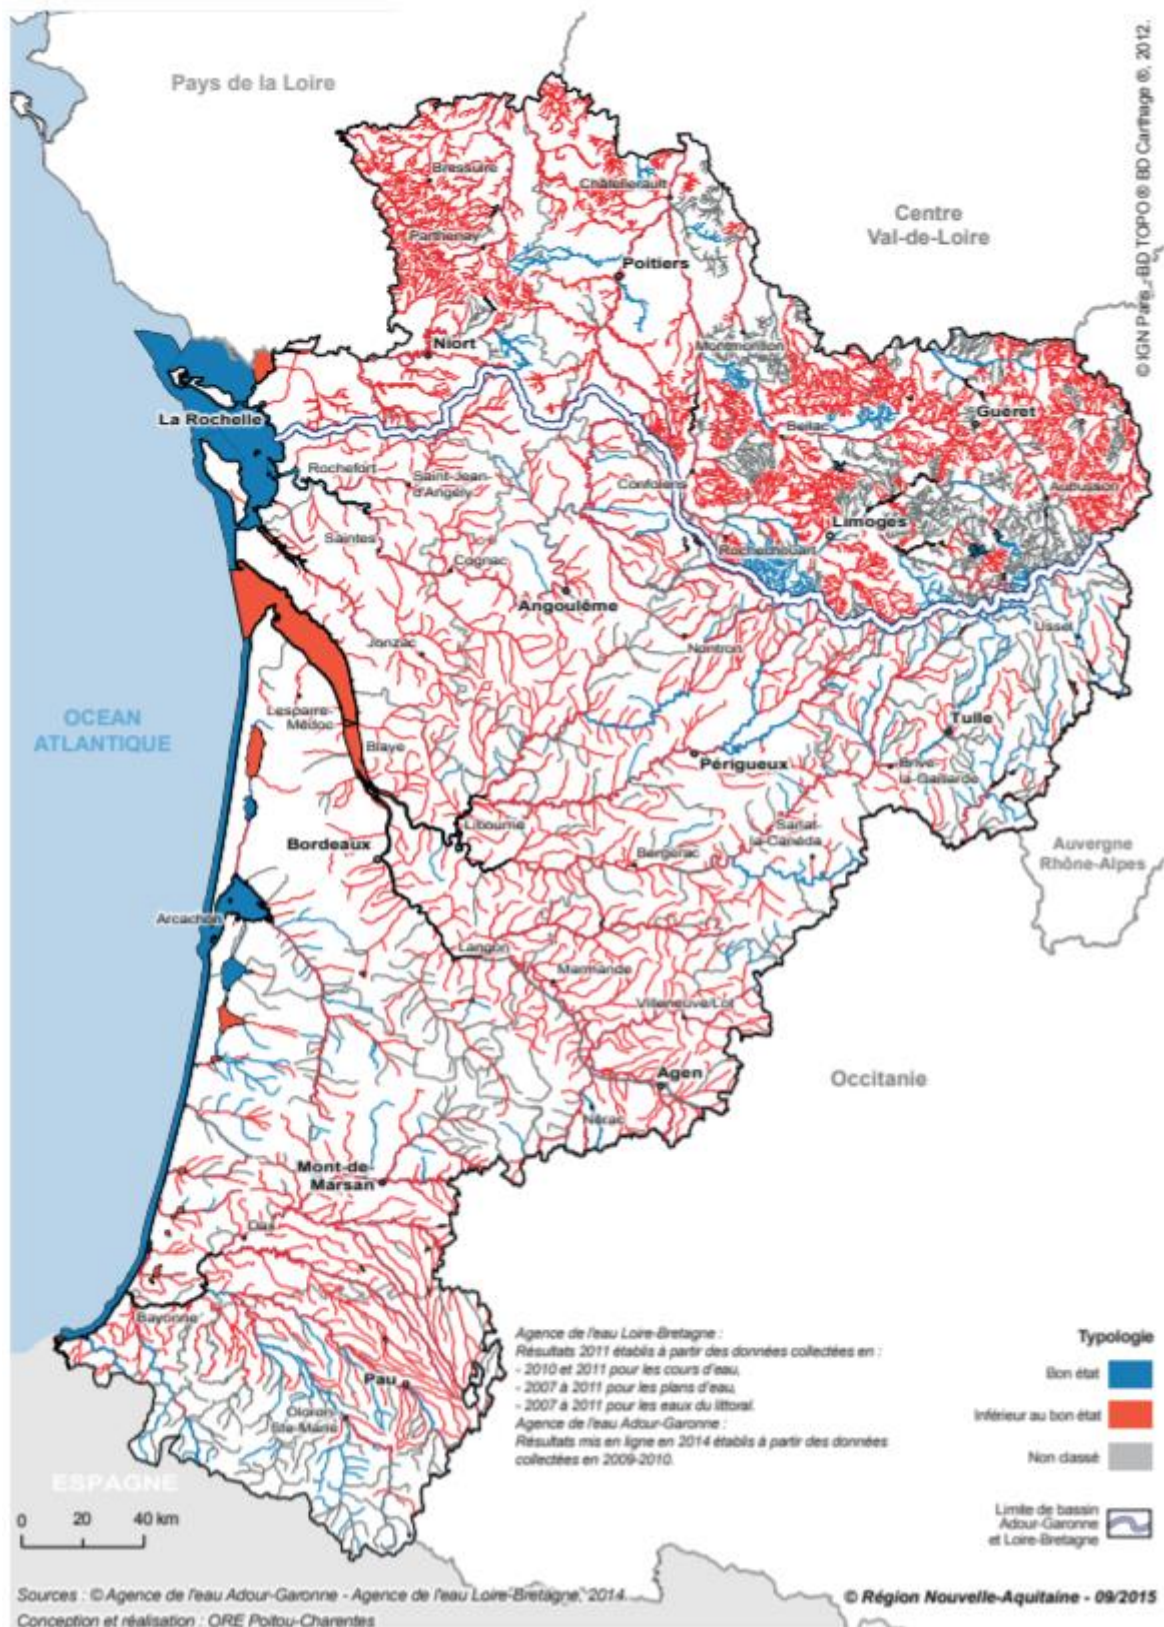 Pays de la Loire
© IGN Paris, BD TOPO ® BD Carthage ®, 2012.
Bressuire
Châtellerault
Centre
Val-de-Loire
Parthenay
Poitiers
Niort
Montmorillon
La Rochelle
Guéret
Bellac
Rochefort
Saint-Jean-
d'Angély
Confolens
Aubusson
Limoges
Saintes
Cognac
Rochechouart
Angoulême
Ussel
Jonzac
Nontron
Lesparre-
Médoc
OCEAN
ATLANTIQUE
Tulle
Blaye
Périgueux
Brive-
la-Gaillarde
Libourne
Sarlat-
la-Canéda
Bordeaux
Bergerac
Auvergne
Rhône-Alpes
Arcachon
Langon
Marmande
Villeneuve/Lot
Agen
Occitanie
Nérac
Mont-de-
Marsan
Dax
Bayonne
Pau
Oloron-
Ste-Marie
ESPAGNE
Agence de l'eau Loire-Bretagne :
Résultats 2011 établis à partir des données collectées en :
- 2010 et 2011 pour les cours d'eau,
- 2007 à 2011 pour les plans d'eau,
- 2007 à 2011 pour les eaux du littoral.
Agence de l'eau Adour-Garonne :
Résultats mis en ligne en 2014 établis à partir des données
collectées en 2009-2010.
Typologie
Bon état
Inférieur au bon état
Non classé
Limite de bassin
Adour-Garonne
et Loire-Bretagne
0 20 40 km
Sources : © Agence de l'eau Adour-Garonne - Agence de l'eau Loire-Bretagne, 2014
© Région Nouvelle-Aquitaine - 09/2015
Conception et réalisation : ORE Poitou-Charentes